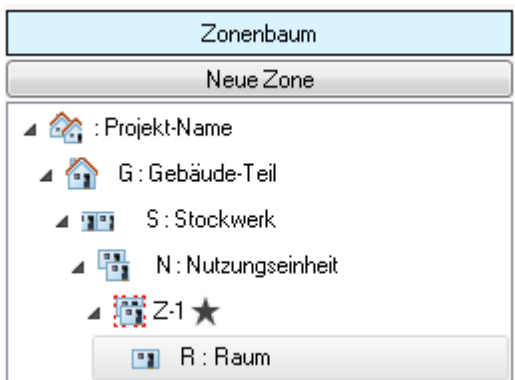 Zonenbaum
Neue Zone
: Projekt-Name
G : Gebäude-Teil
S : Stockwerk
N : Nutzungseinheit
Z-1 ★
R : Raum